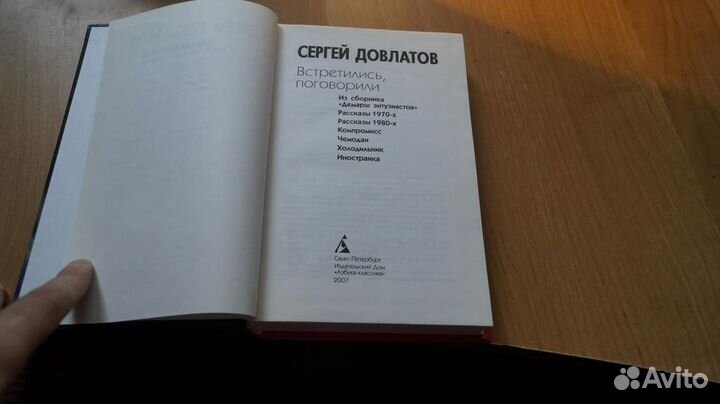 СЕРГЕЙ ДОВЛАТОВ
Встретились,
поговорили
Из сборника
«Демарш энтузиастов»
Рассказы 1970-х
Рассказы 1980-х
Компромисс
Чемодан
Холодильник
Иностранка
Санкт-Петербург
Издательский Дом
«Азбука-классика»
2007
Avito